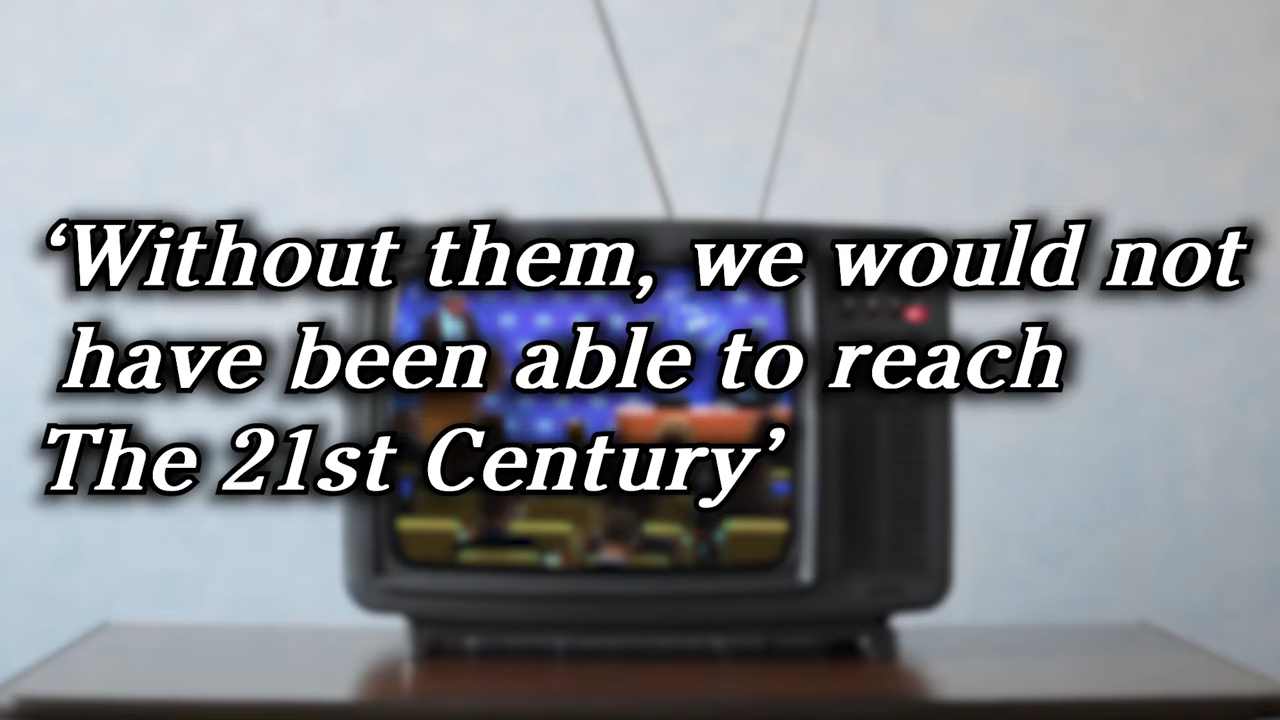 ‘Without them, we would not
have been able to reach
The 21st Century’